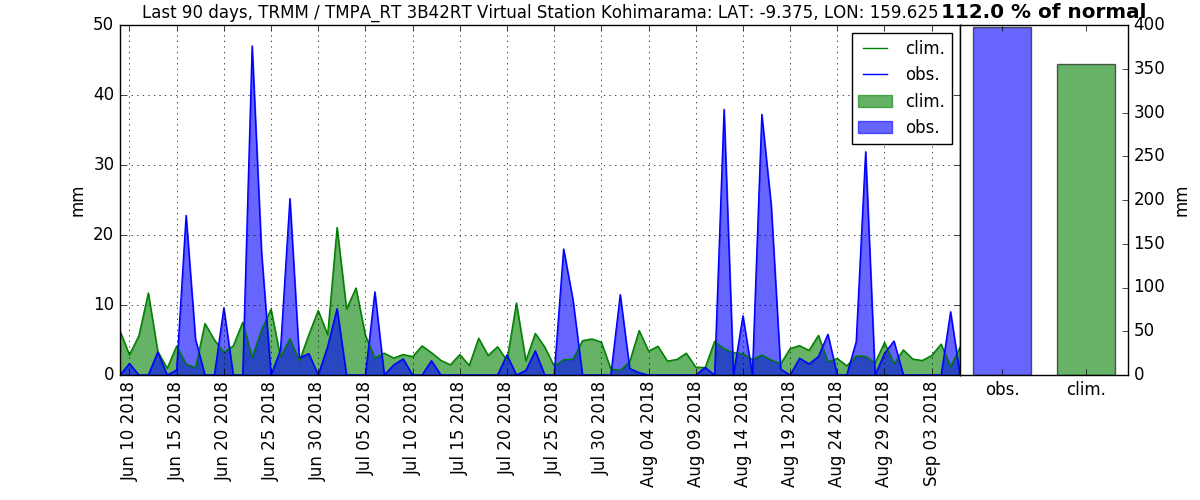 Last 90 days, TRMM / TMPA_RT 3B42RT Virtual Station Kohimarama: LAT: -9.375, LON: 159.625
112.0 % of normal
50
40
30
20
10
0
mm
clim.
obs.
clim.
obs.
400
350
300
250
200
150
100
50
0
mm
obs.
clim.
Jun 10 2018
Jun 15 2018
Jun 20 2018
Jun 25 2018
Jun 30 2018
Jul 05 2018
Jul 10 2018
Jul 15 2018
Jul 20 2018
Jul 25 2018
Jul 30 2018
Aug 04 2018
Aug 09 2018
Aug 14 2018
Aug 19 2018
Aug 24 2018
Aug 29 2018
Sep 03 2018